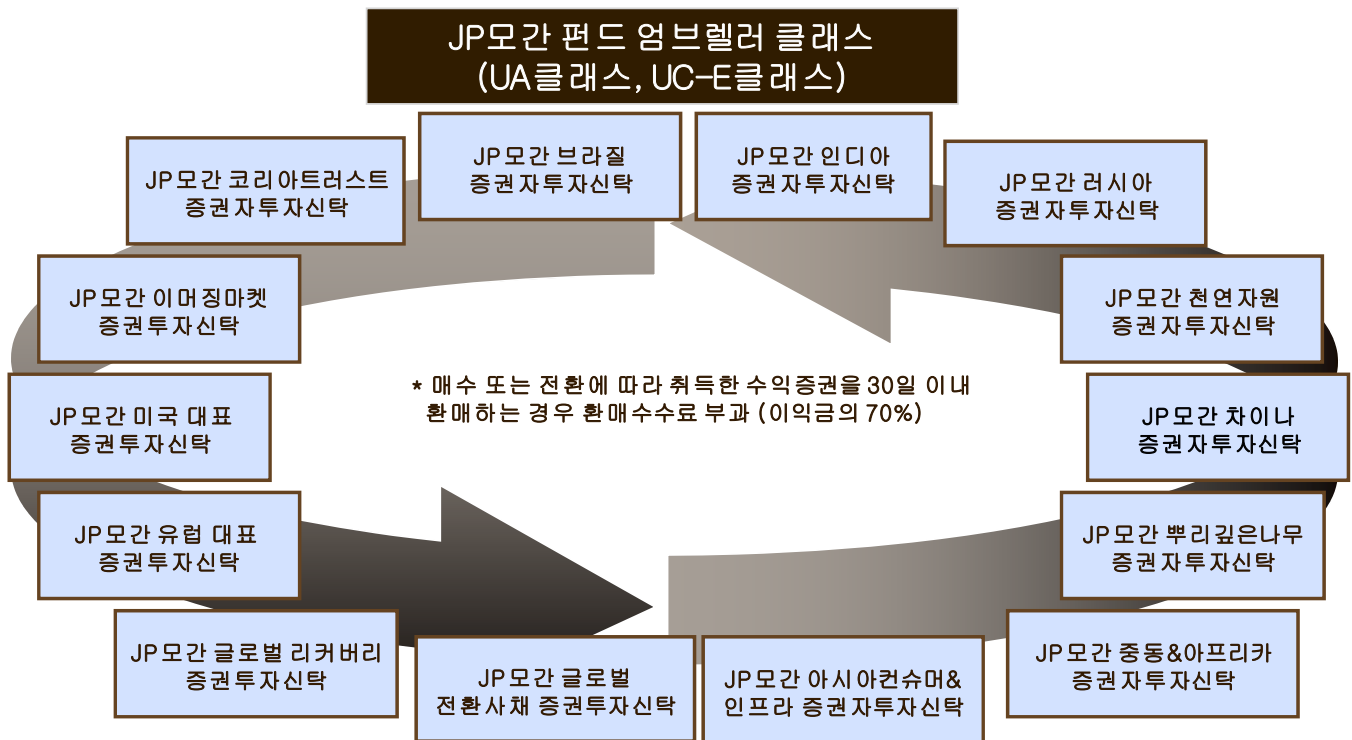 JP모간 펀드 엄브렐러 클래스
(UA클래스, UC-E클래스)
JP모간 브라질
증권자투자신탁
JP모간 인디아
증권자투자신탁
JP모간 코리아트러스트
증권자투자신탁
JP모간 러시아
증권자투자신탁
JP모간 이머징마켓
증권투자신탁
JP모간 천연자원
증권자투자신탁
* 매수 또는 전환에 따라 취득한 수익증권을 30일 이내
환매하는 경우 환매수수료 부과 (이익금의 70%)
JP모간 미국 대표
증권투자신탁
JP모간 차이나
증권자투자신탁
JP모간 유럽 대표
증권투자신탁
JP모간 뿌리깊은나무
증권자투자신탁
JP모간 글로벌 리커버리
증권투자신탁
JP모간 글로벌
전환사채 증권투자신탁
JP모간 아시아컨슈머&
인프라 증권자투자신탁
JP모간 중동&아프리카
증권자투자신탁